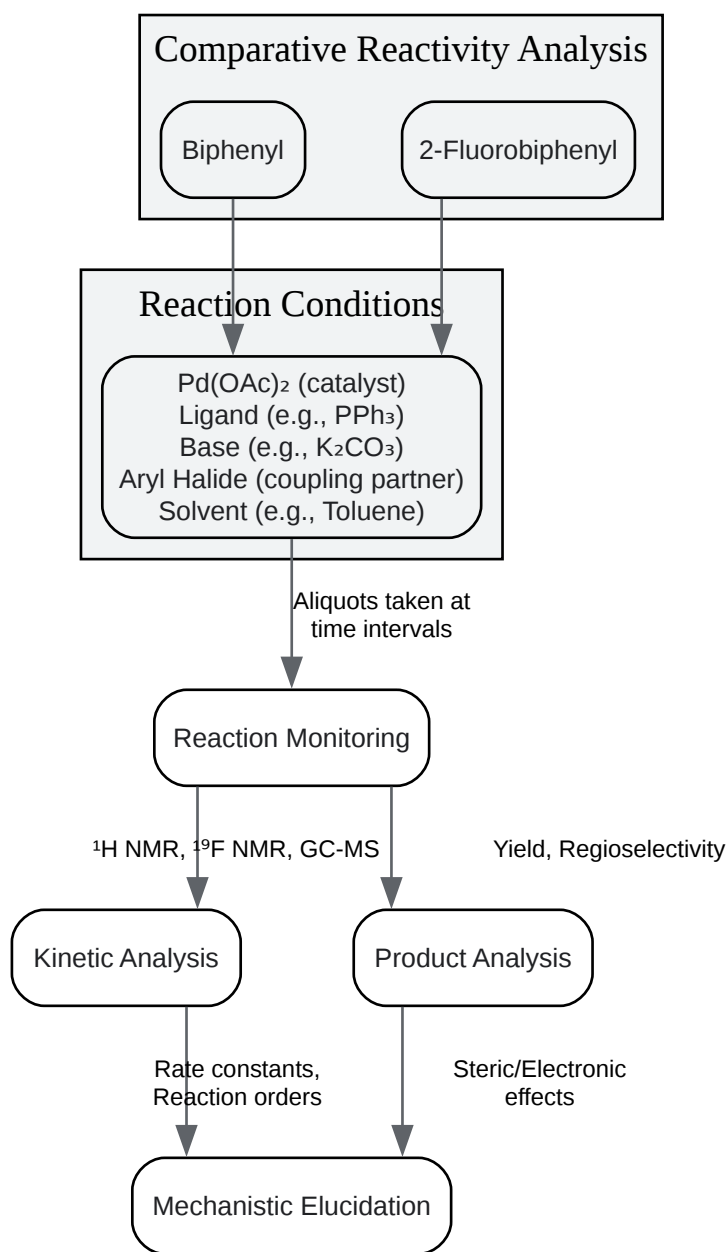 Comparative Reactivity Analysis
Biphenyl
2-Fluorobiphenyl
Reaction Conditions
Pd(OAc)₂ (catalyst)
Ligand (e.g., PPh₃)
Base (e.g., K₂CO₃)
Aryl Halide (coupling partner)
Solvent (e.g., Toluene)
Aliquots taken at
time intervals
Reaction Monitoring
¹H NMR, ¹⁹F NMR, GC-MS
Yield, Regioselectivity
Kinetic Analysis
Product Analysis
Rate constants,
Reaction orders
Steric/Electronic
effects
Mechanistic Elucidation